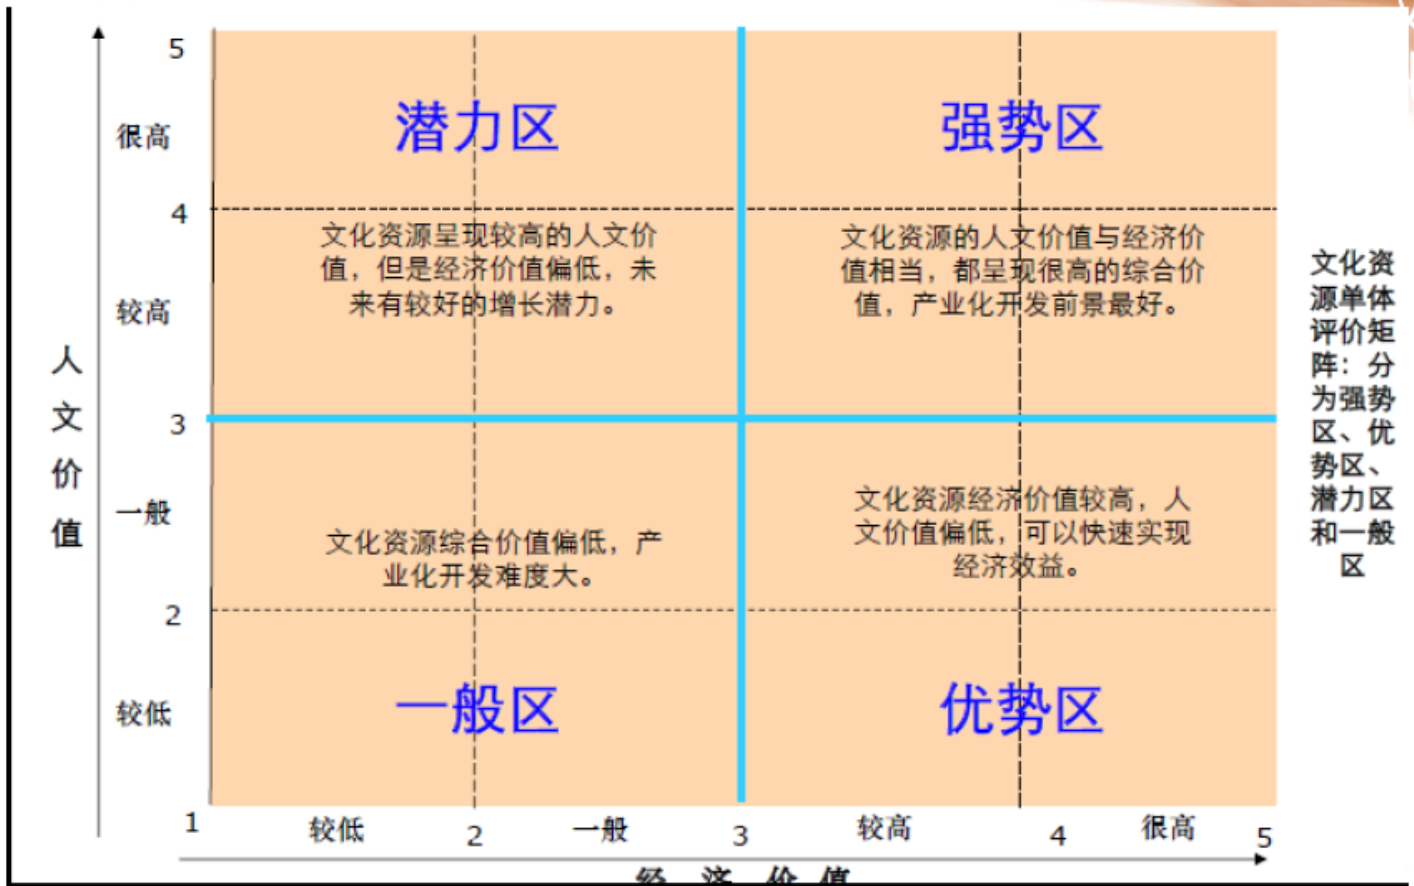 5
很高
潜力区
强势区
4
文化资源呈现较高的人文价
值，但是经济价值偏低，未
来有较好的增长潜力。
文化资源的人文价值与经济价
值相当，都呈现很高的综合价
值，产业化开发前景最好。
较高
人
文
价
值
3
一般
文化资源综合价值偏低，产
业化开发难度大。
文化资源经济价值较高，人
文价值偏低，可以快速实现
经济效益。
2
较低
一般区
优势区
1
较低
2
一般
3
较高
4
很高
5
经 济 价 值
文化资
源单体
评价矩
阵：分
为强势
区、优
势区、
潜力区
和一般
区